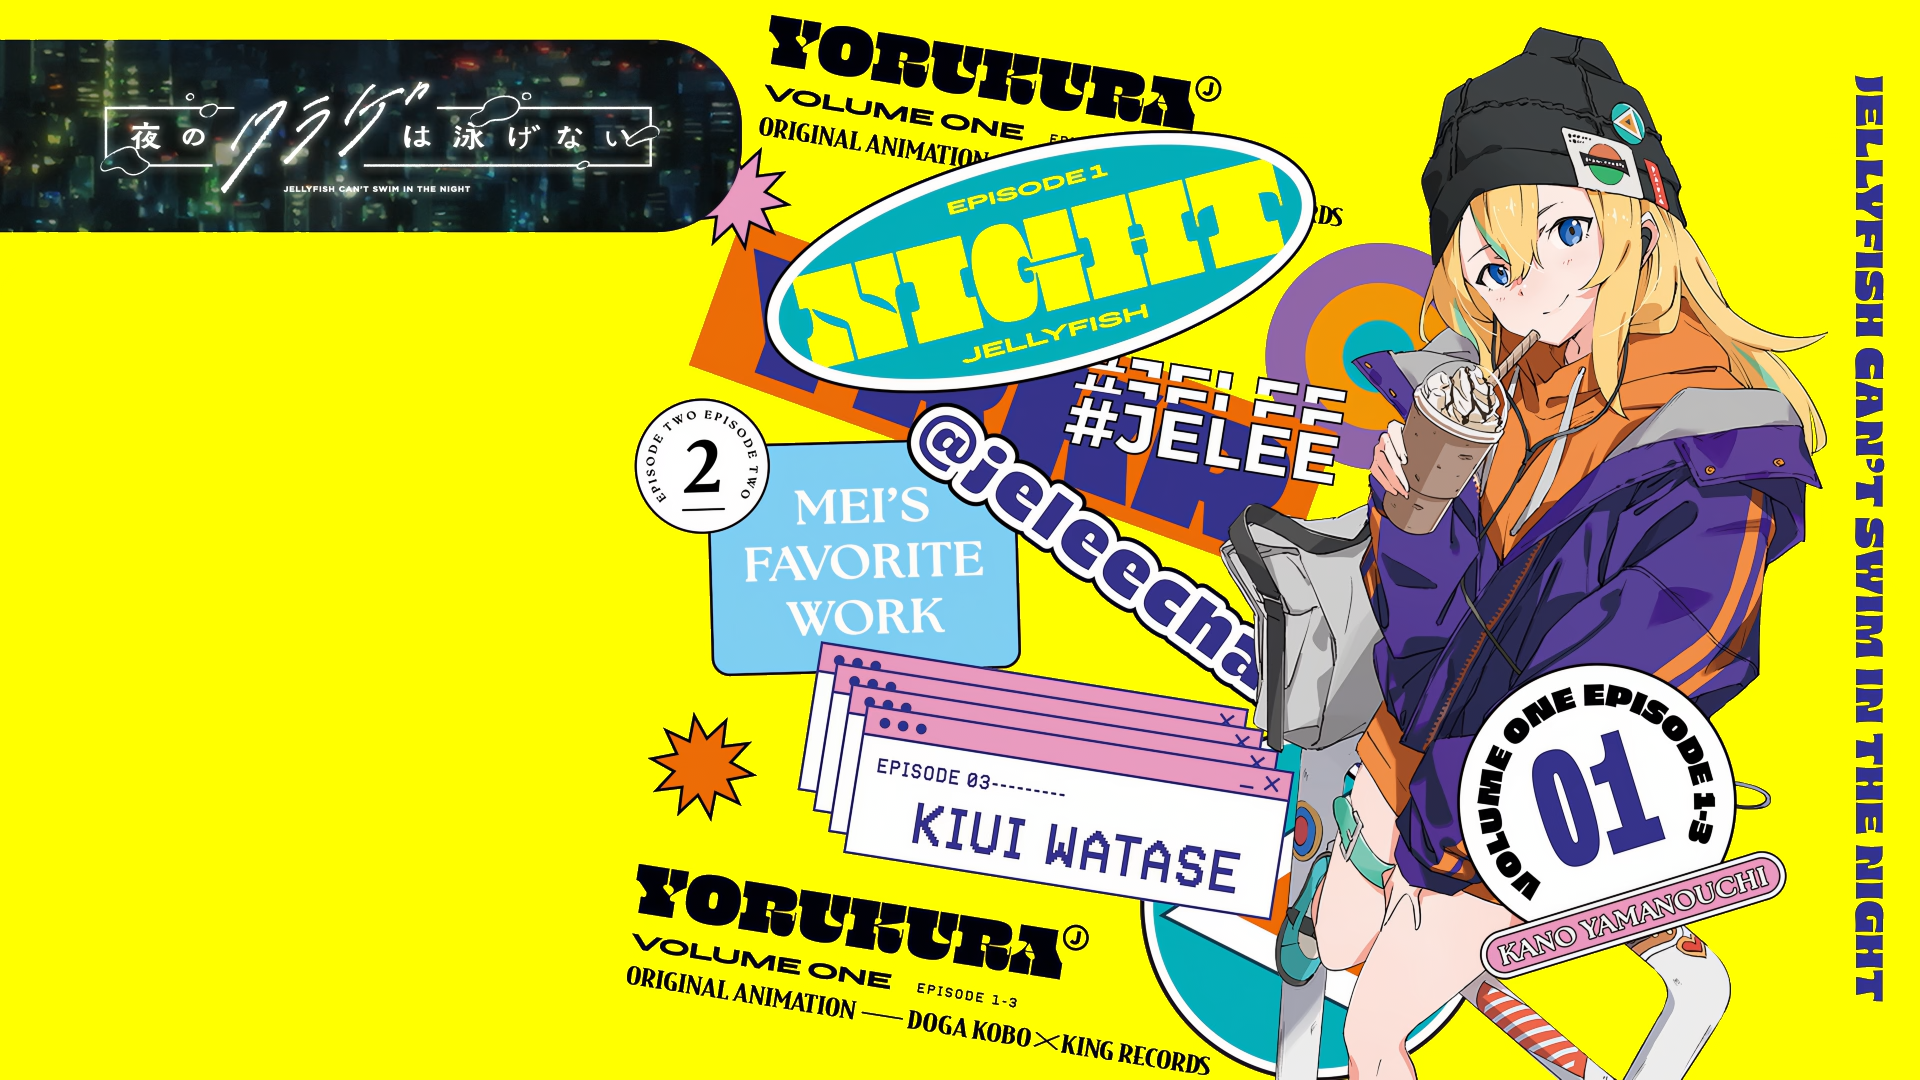 夜のクラゲは泳げない
JELLYFISH CAN'T SWIM IN THE NIGHT
YORUKURA J
VOLUME ONE
ORIGINAL ANIMATION
EPISODE 1
NIGHT
JELLYFISH
#JELEE
#JELEE
#JELEE
@jeleecha
EPISODE TWO EPISODE TWO
2
MEI'S
FAVORITE
WORK
EPISODE 03---------
KIUI WATASE
YORUKURA J
VOLUME ONE EPISODE 1-3
ORIGINAL ANIMATION — DOGA KOBO×KING RECORDS
VOLUME ONE EPISODE 1-3
01
KANO YAMANOUCHI
JELLYFISH CAN'T SWIM IN THE NIGHT